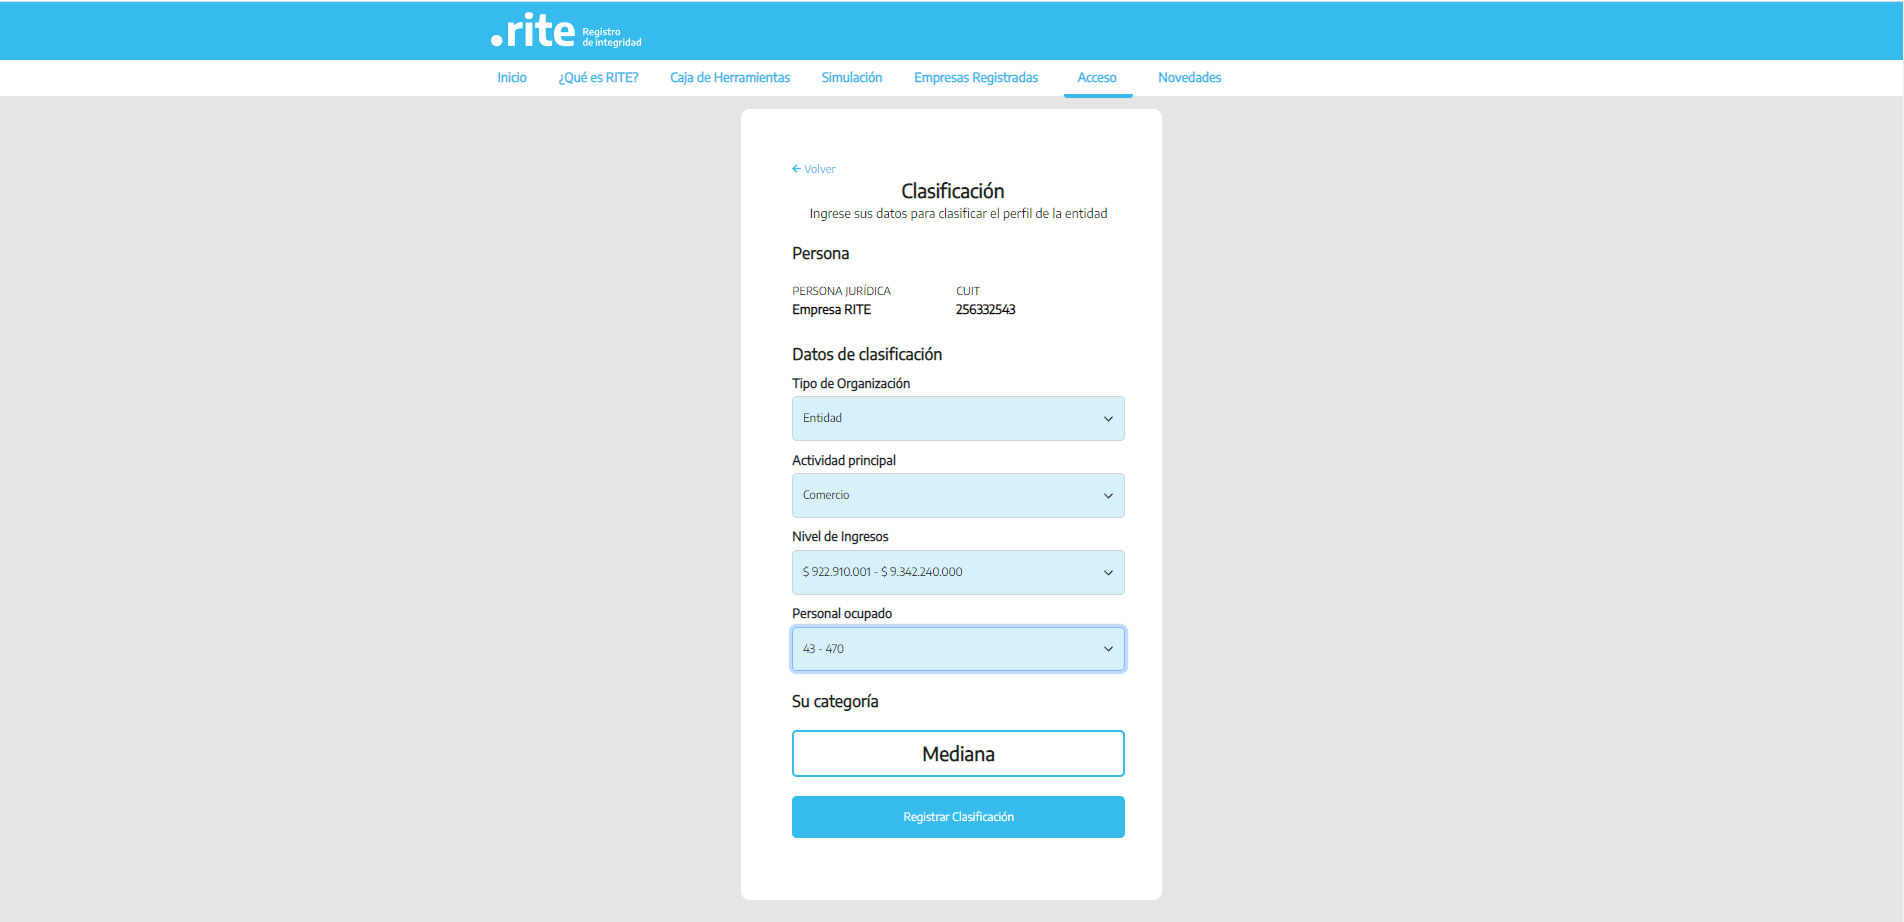 .rite Registro
de integridad
Inicio ¿Qué es RITE? Caja de Herramientas Simulación Empresas Registradas Acceso Novedades
← Volver
Clasificación
Ingrese sus datos para clasificar el perfil de la entidad
Persona
PERSONA JURÍDICA CUIT
Empresa RITE 256332543
Datos de clasificación
Tipo de Organización
Entidad
Actividad principal
Comercio
Nivel de Ingresos
$ 922.910.001 - $ 9.342.240.000
Personal ocupado
43 - 470
Su categoría
Mediana
Registrar Clasificación